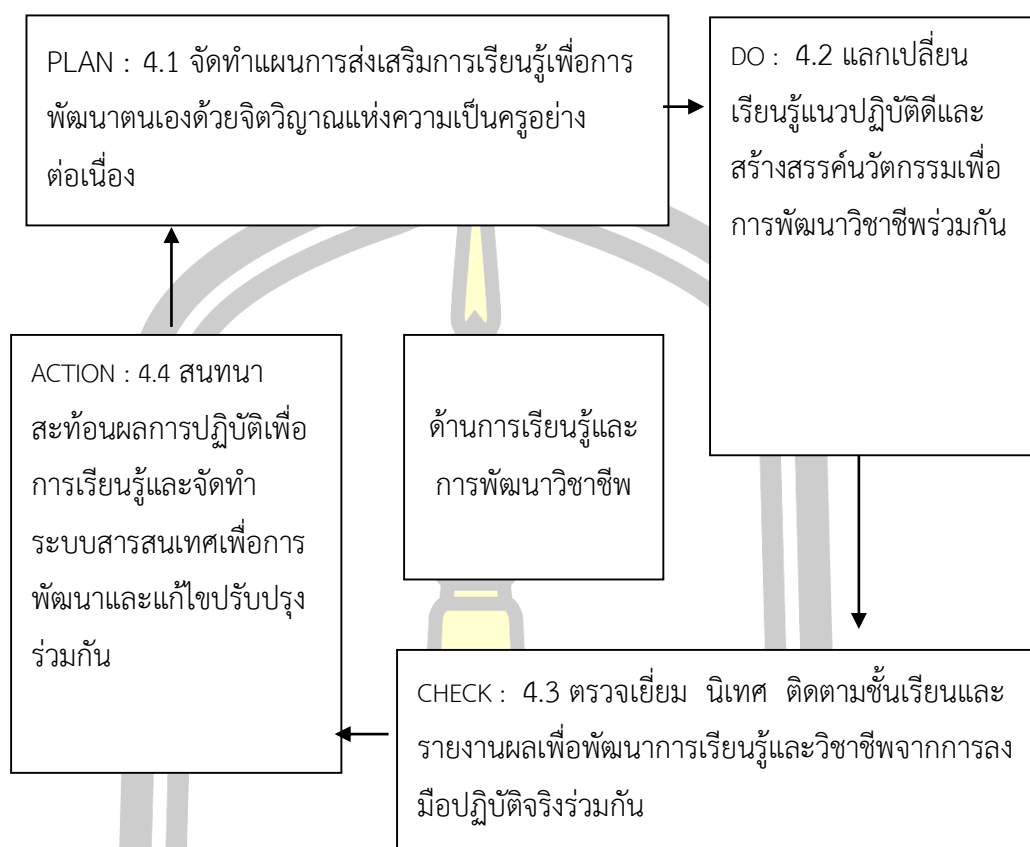 PLAN : 4.1 จัดทำแผนการส่งเสริมการเรียนรู้เพื่อการ
พัฒนาตนเองด้วยจิตวิญาณแห่งความเป็นครูอย่าง
ต่อเนื่อง
DO : 4.2 แลกเปลี่ยน
เรียนรู้แนวปฏิบัติดีและ
สร้างสรรค์นวัตกรรมเพื่อ
การพัฒนาวิชาชีพร่วมกัน
ด้านการเรียนรู้และ
การพัฒนาวิชาชีพ
CHECK : 4.3 ตรวจเยี่ยม นิเทศ ติดตามชั้นเรียนและ
รายงานผลเพื่อพัฒนาการเรียนรู้และวิชาชีพจากการลง
มือปฏิบัติจริงร่วมกัน
ACTION : 4.4 สนทนา
สะท้อนผลการปฏิบัติเพื่อ
การเรียนรู้และจัดทำ
ระบบสารสนเทศเพื่อการ
พัฒนาและแก้ไขปรับปรุง
ร่วมกัน